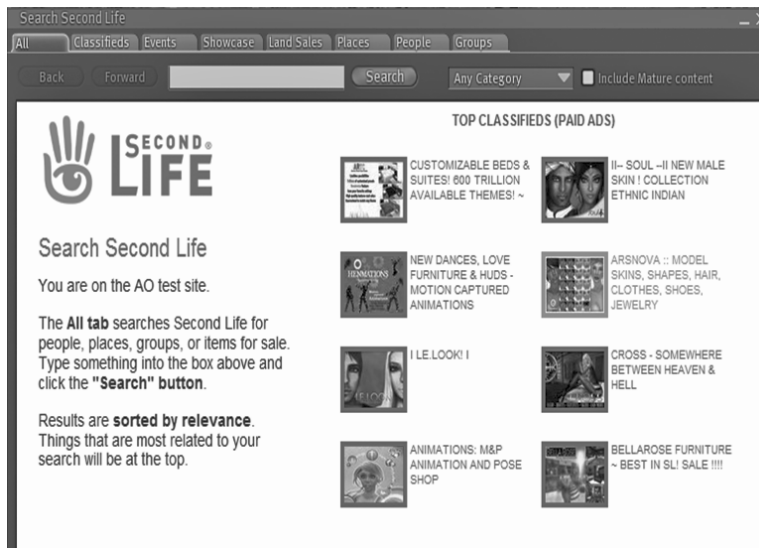 Search Second Life
All Classifieds Events Showcase Land Sales Places People Groups
Back Forward Search Any Category Include Mature content
SECOND®
LIFE
Search Second Life
You are on the AO test site.
The All tab searches Second Life for
people, places, groups, or items for sale.
Type something into the box above and
click the "Search" button.
Results are sorted by relevance.
Things that are most related to your
search will be at the top.
TOP CLASSIFIEDS (PAID ADS)
CUSTOMIZABLE BEDS &
SUITES! 600 TRILLION
AVAILABLE THEMES! ~
II-- SOUL --II NEW MALE
SKIN ! COLLECTION
ETHNIC INDIAN
HENMATIONS
NEW DANCES, LOVE
FURNITURE & HUDS -
MOTION CAPTURED
ANIMATIONS
ARSNOVA :: MODEL
SKINS, SHAPES, HAIR,
CLOTHES, SHOES,
JEWELRY
I LE.LOOK! I
CROSS - SOMEWHERE
BETWEEN HEAVEN &
HELL
ANIMATIONS: M&P
ANIMATION AND POSE
SHOP
BELLAROSE FURNITURE
~ BEST IN SL! SALE !!!!